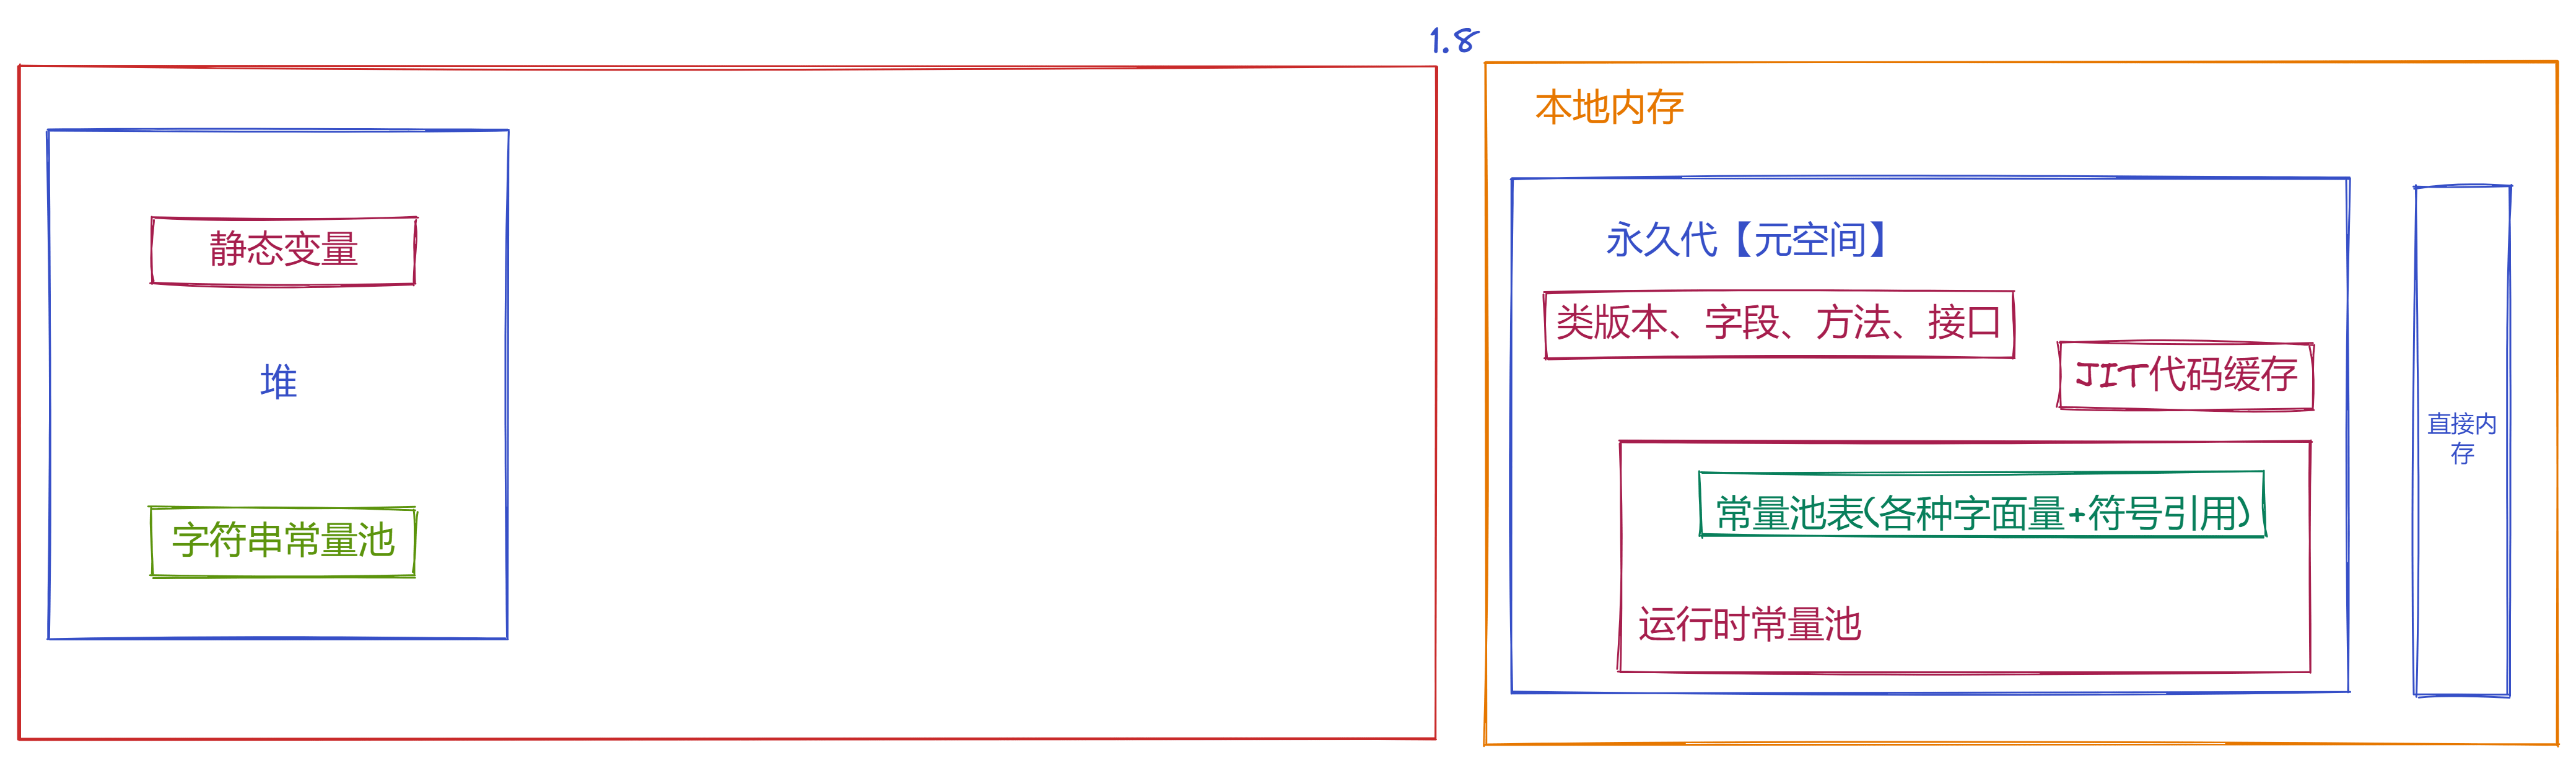 1.8
静态变量
堆
字符串常量池
本地内存
永久代【元空间】
类版本、字段、方法、接口
JIT代码缓存
常量池表(各种字面量+符号引用)
运行时常量池
直接内
存